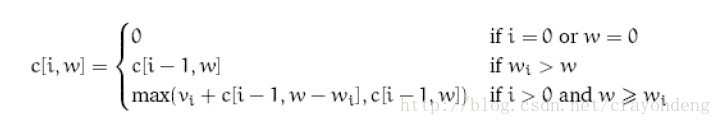 c[i, w] = { 0 if i = 0 or w = 0
c[i − 1, w] if wᵢ > w
max(vᵢ + c[i − 1, w − wᵢ], c[i − 1, w]) if i > 0 and w ⩾ wᵢ
http://blog.csdn.net/crayondeng